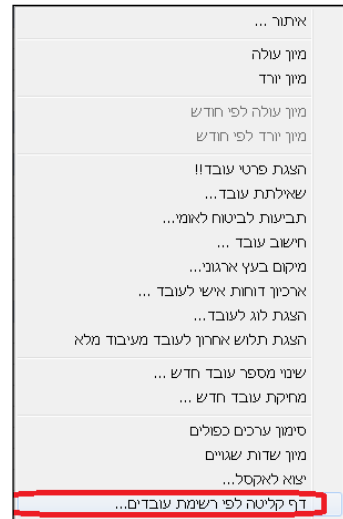 איתור ...
מיון עולה
מיון יורד
מיון עולה לפי חודש
מיון יורד לפי חודש
הצגת פרטי עובד!!
שאילתת עובד...
תביעות לביטוח לאומי...
חישוב עובד ...
מיקום בעץ ארגוני...
ארכיון דוחות אישי לעובד ...
הצגת לוג לעובד...
הצגת תלוש אחרון לעובד מעיבוד מלא
שינוי מספר עובד חדש ...
מחיקת עובד חדש ...
סימון ערכים כפולים
מיון שדות שגויים
יצוא לאקסל...
דף קליטה לפי רשימת עובדים...